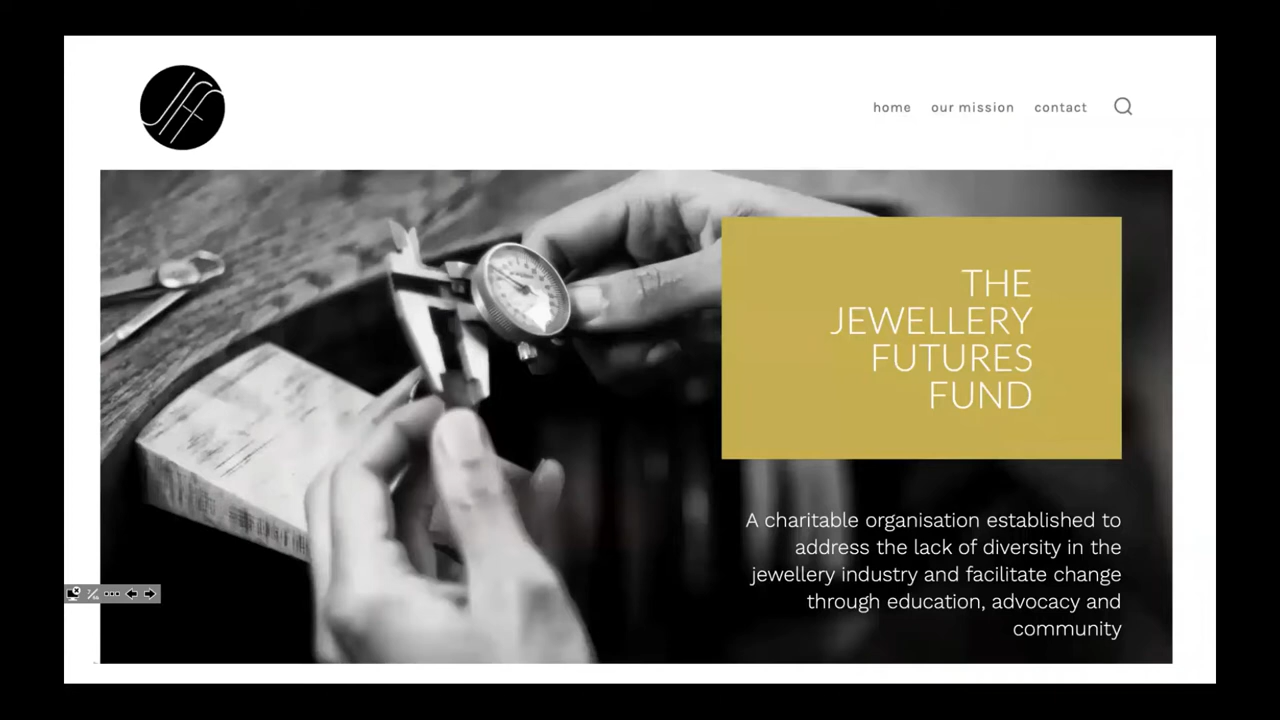 home our mission contact
THE
JEWELLERY
FUTURES
FUND
A charitable organisation established to
address the lack of diversity in the
jewellery industry and facilitate change
through education, advocacy and
community